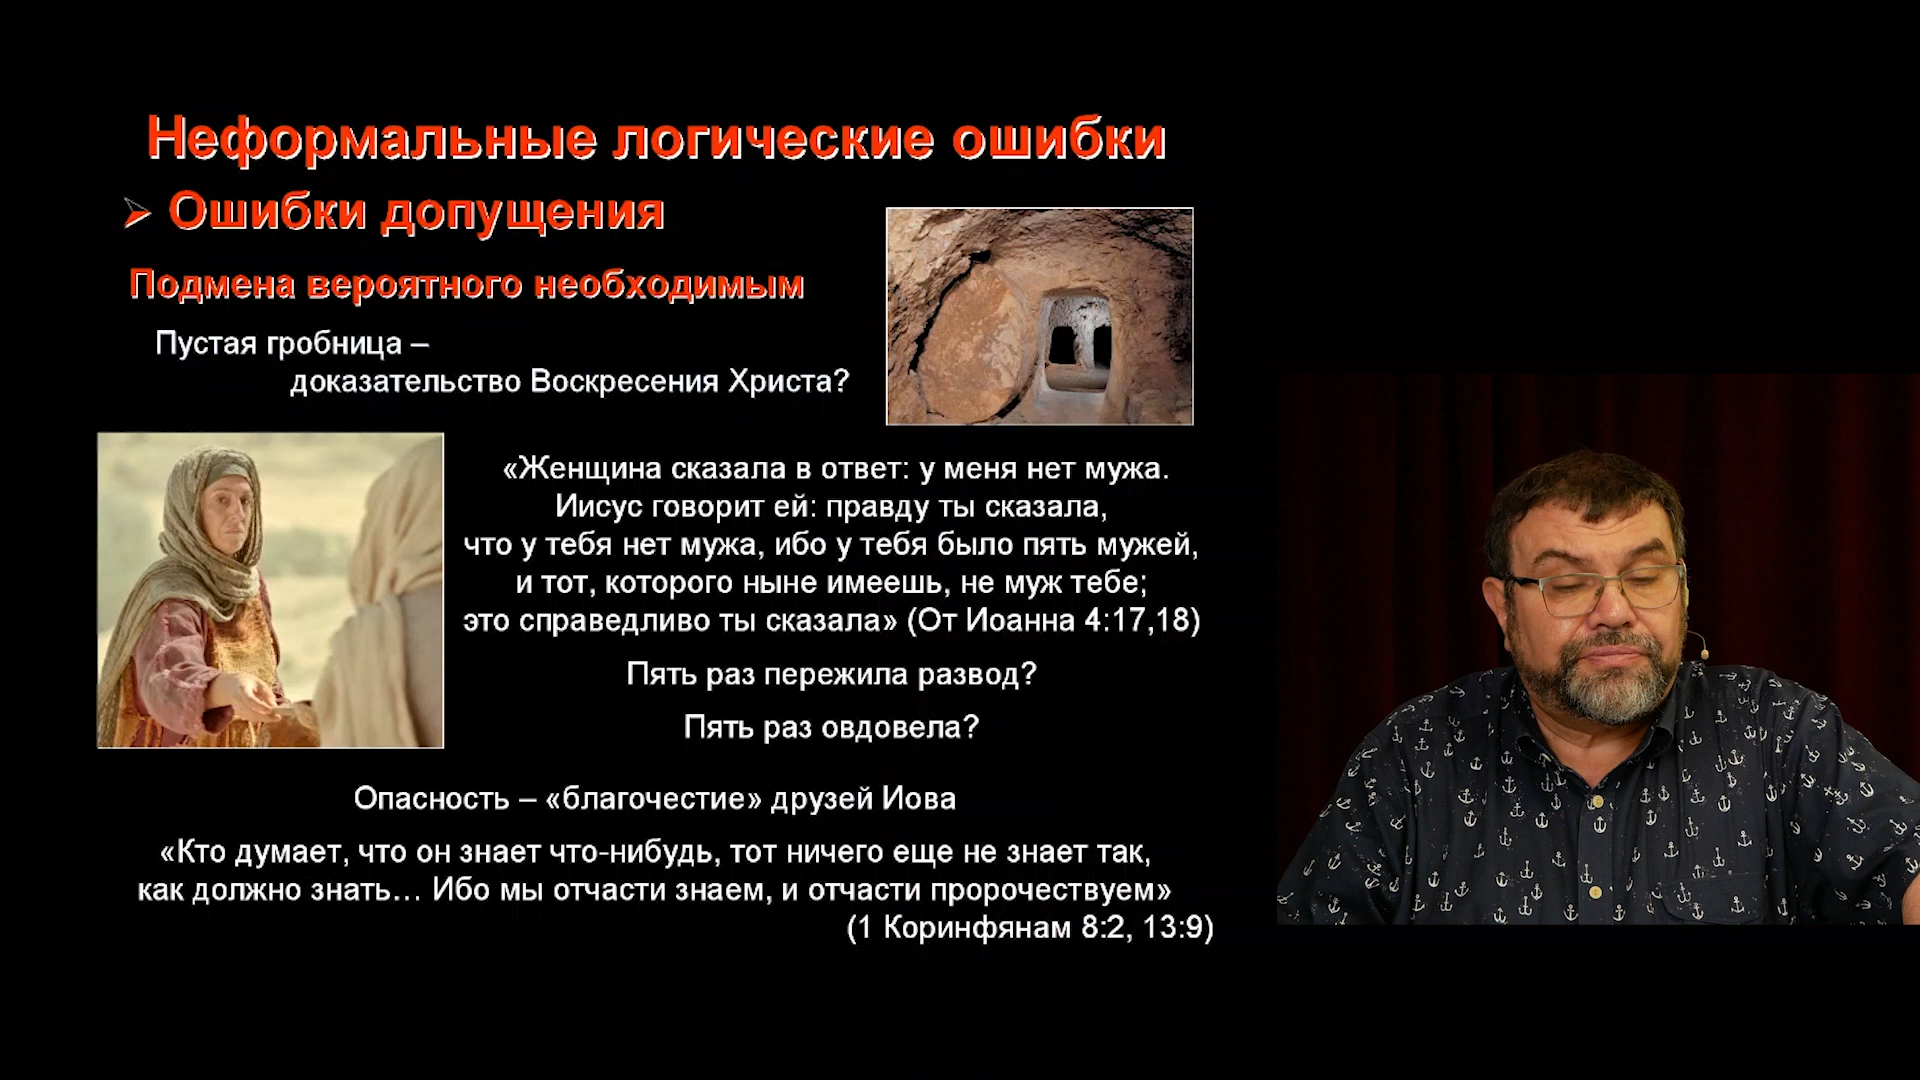 Неформальные логические ошибки
Ошибки допущения
Подмена вероятного необходимым
Пустая гробница –
доказательство Воскресения Христа?
«Женщина сказала в ответ: у меня нет мужа.
Иисус говорит ей: правду ты сказала,
что у тебя нет мужа, ибо у тебя было пять мужей,
и тот, которого ныне имеешь, не муж тебе;
это справедливо ты сказала» (От Иоанна 4:17,18)
Пять раз пережила развод?
Пять раз овдовела?
Опасность – «благочестие» друзей Иова
«Кто думает, что он знает что-нибудь, тот ничего еще не знает так,
как должно знать… Ибо мы отчасти знаем, и отчасти пророчествуем»
(1 Коринфянам 8:2, 13:9)